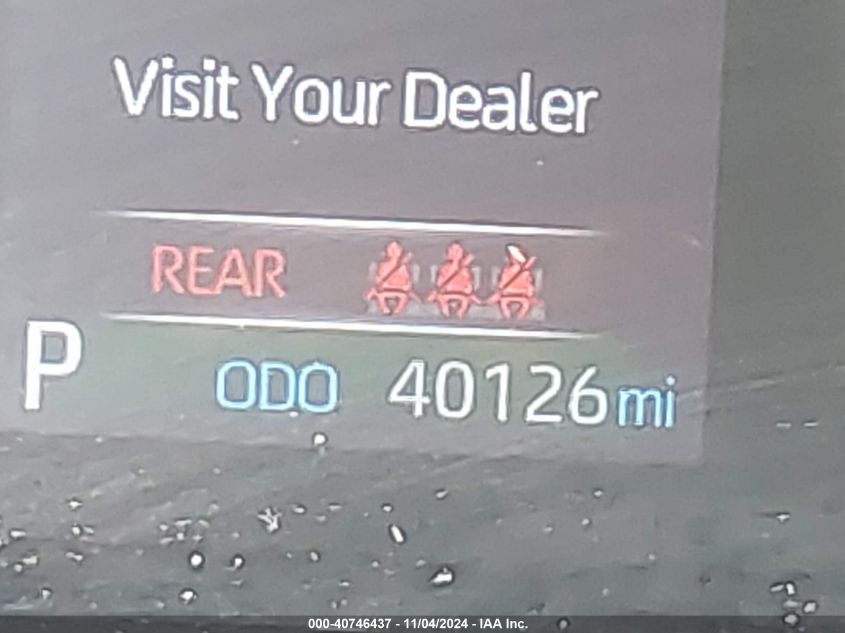 Visit Your Dealer
REAR
P ODO 40126 mi
000-40746437 - 11/04/2024 - IAA Inc.